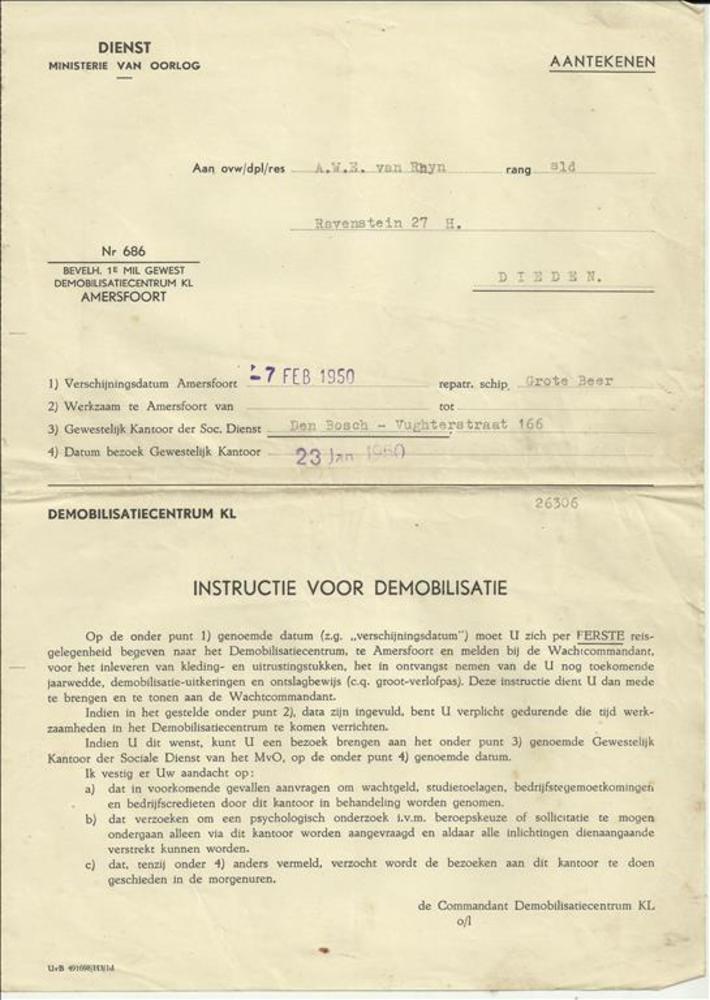 DIENST
MINISTERIE VAN OORLOG
AANTEKENEN
Aan ovw/dpl/res A.W.E. van Rhyn rang sld
Ravenstein 27 H.
Nr 686
BEVELH. 1E MIL GEWEST
DEMOBILISATIECENTRUM KL
AMERSFOORT
DIEDEN.
1) Verschijningsdatum Amersfoort -7 FEB 1950 repatr. schip. Grote Beer
2) Werkzaam te Amersfoort van tot
3) Gewestelijk Kantoor der Soc. Dienst Den Bosch - Vughterstraat 166
4) Datum bezoek Gewestelijk Kantoor 23 Jan 1950
26306
DEMOBILISATIECENTRUM KL
INSTRUCTIE VOOR DEMOBILISATIE
Op de onder punt 1) genoemde datum (z.g. „verschijningsdatum") moet U zich per EERSTE reis-
gelegenheid begeven naar het Demobilisatiecentrum, te Amersfoort en melden bij de Wachtcommandant,
voor het inleveren van kleding- en uitrustingstukken, het in ontvangst nemen van de U nog toekomende
jaarwedde, demobilisatie-uitkeringen en ontslagbewijs (c.q. groot-verlofpas). Deze instructie dient U dan mede
te brengen en te tonen aan de Wachtcommandant.
Indien in het gestelde onder punt 2), data zijn ingevuld, bent U verplicht gedurende die tijd werk-
zaamheden in het Demobilisatiecentrum te komen verrichten.
Indien U dit wenst, kunt U een bezoek brengen aan het onder punt 3) genoemde Gewestelijk
Kantoor der Sociale Dienst van het MvO, op de onder punt 4) genoemde datum.
Ik vestig er Uw aandacht op:
a) dat in voorkomende gevallen aanvragen om wachtgeld, studietoelagen, bedrijfstegemoetkomingen
en bedrijfscredieten door dit kantoor in behandeling worden genomen.
b) dat verzoeken om een psychologisch onderzoek i.v.m. beroepskeuze of sollicitatie te mogen
ondergaan alleen via dit kantoor worden aangevraagd en aldaar alle inlichtingen dienaangaande
verstrekt kunnen worden.
c) dat, tenzij onder 4) anders vermeld, verzocht wordt de bezoeken aan dit kantoor te doen
geschieden in de morgenuren.
de Commandant Demobilisatiecentrum KL
o/l